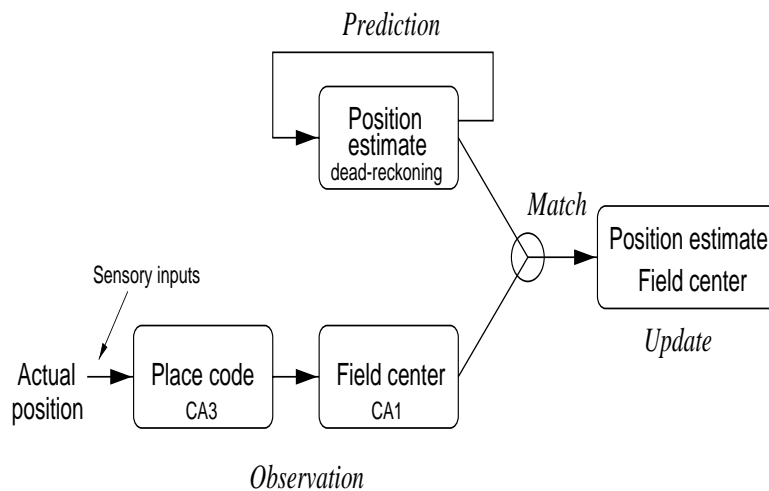 Prediction
Position
estimate
dead-reckoning
Match
Position estimate
Field center
Update
Sensory inputs
Actual
position
Place code
CA3
Field center
CA1
Observation